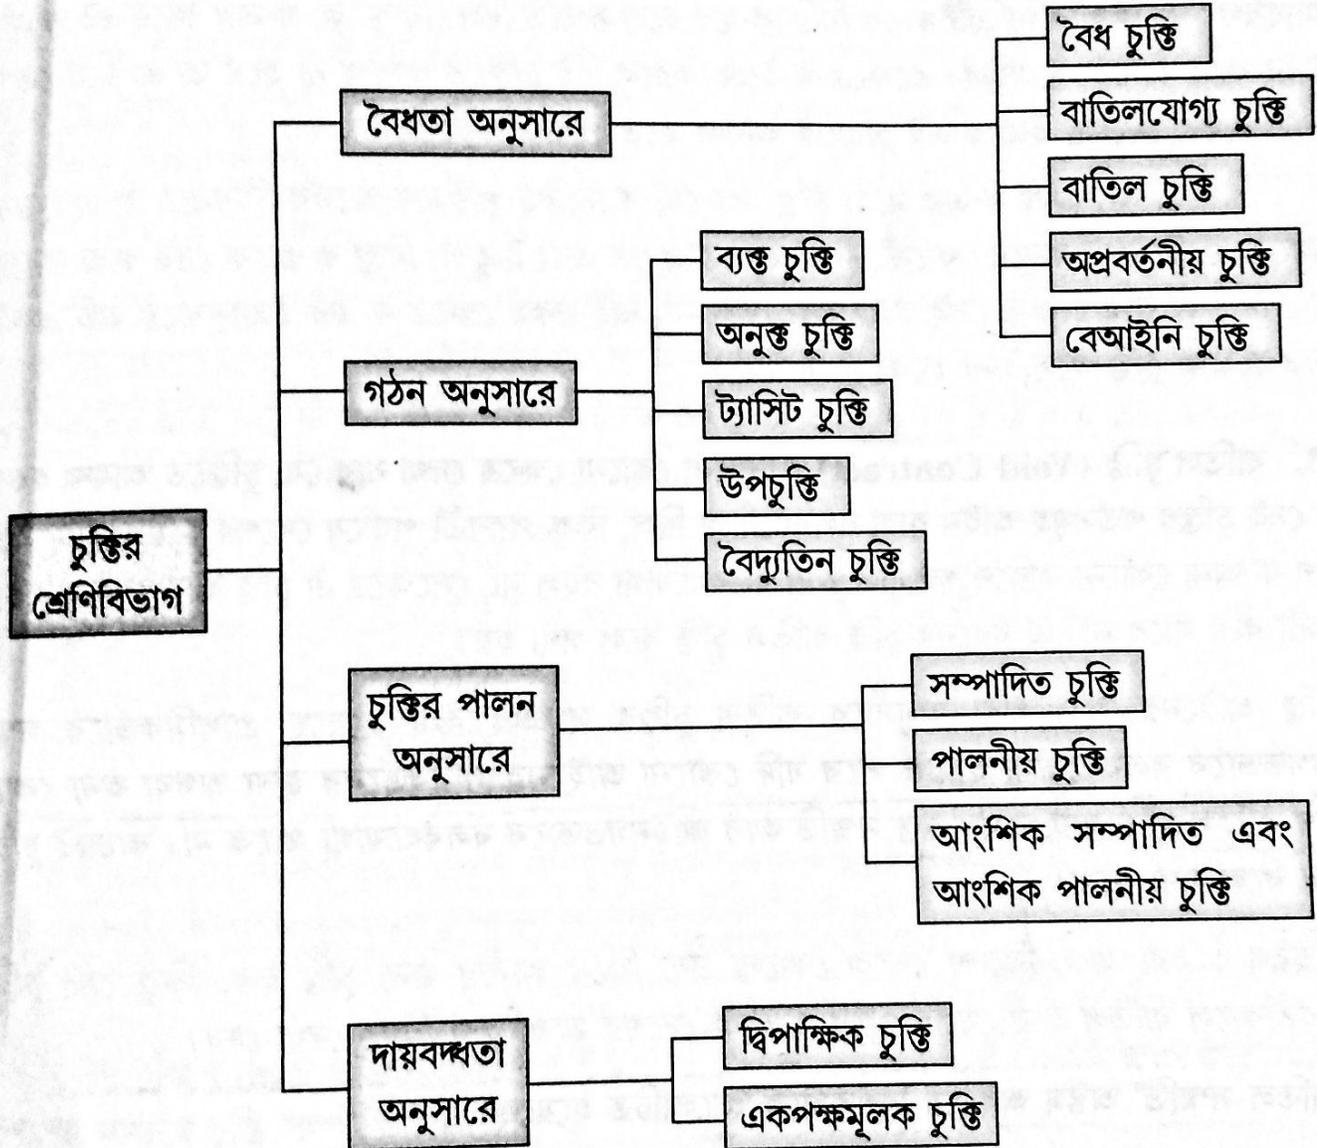 চুক্তির
শ্রেণিবিভাগ
বৈধতা অনুসারে
বৈধ চুক্তি
বাতিলযোগ্য চুক্তি
বাতিল চুক্তি
অপ্রবর্তনীয় চুক্তি
বেআইনি চুক্তি
গঠন অনুসারে
ব্যক্ত চুক্তি
অনুক্ত চুক্তি
ট্যাসিট চুক্তি
উপচুক্তি
বৈদ্যুতিন চুক্তি
চুক্তির পালন
অনুসারে
সম্পাদিত চুক্তি
পালনীয় চুক্তি
আংশিক সম্পাদিত এবং
আংশিক পালনীয় চুক্তি
দায়বদ্ধতা
অনুসারে
দ্বিপাক্ষিক চুক্তি
একপক্ষমূলক চুক্তি